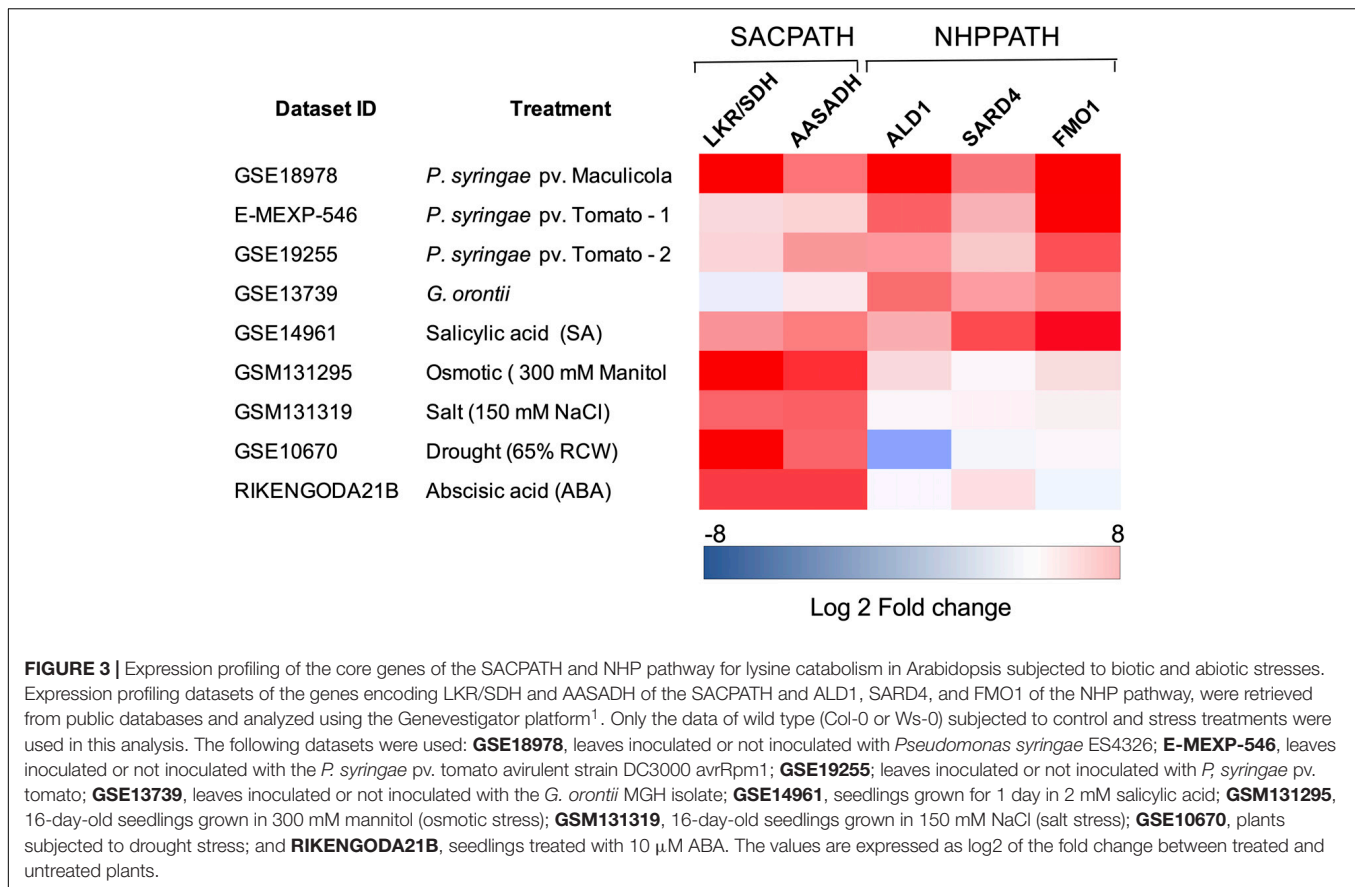 SACPATH NHPPATH
Dataset ID Treatment LKR/SDH AASADH ALD1 SARD4 FMO1
GSE18978 P. syringae pv. Maculicola
E-MEXP-546 P. syringae pv. Tomato - 1
GSE19255 P. syringae pv. Tomato - 2
GSE13739 G. orontii
GSE14961 Salicylic acid (SA)
GSM131295 Osmotic ( 300 mM Manitol
GSM131319 Salt (150 mM NaCl)
GSE10670 Drought (65% RCW)
RIKENGODA21B Abscisic acid (ABA)
-8 8
Log 2 Fold change
FIGURE 3 | Expression profiling of the core genes of the SACPATH and NHP pathway for lysine catabolism in Arabidopsis subjected to biotic and abiotic stresses.
Expression profiling datasets of the genes encoding LKR/SDH and AASADH of the SACPATH and ALD1, SARD4, and FMO1 of the NHP pathway, were retrieved
from public databases and analyzed using the Genevestigator platform¹. Only the data of wild type (Col-0 or Ws-0) subjected to control and stress treatments were
used in this analysis. The following datasets were used: GSE18978, leaves inoculated or not inoculated with Pseudomonas syringae ES4326; E-MEXP-546, leaves
inoculated or not inoculated with the P. syringae pv. tomato avirulent strain DC3000 avrRpm1; GSE19255; leaves inoculated or not inoculated with P, syringae pv.
tomato; GSE13739, leaves inoculated or not inoculated with the G. orontii MGH isolate; GSE14961, seedlings grown for 1 day in 2 mM salicylic acid; GSM131295,
16-day-old seedlings grown in 300 mM mannitol (osmotic stress); GSM131319, 16-day-old seedlings grown in 150 mM NaCl (salt stress); GSE10670, plants
subjected to drought stress; and RIKENGODA21B, seedlings treated with 10 μM ABA. The values are expressed as log2 of the fold change between treated and
untreated plants.